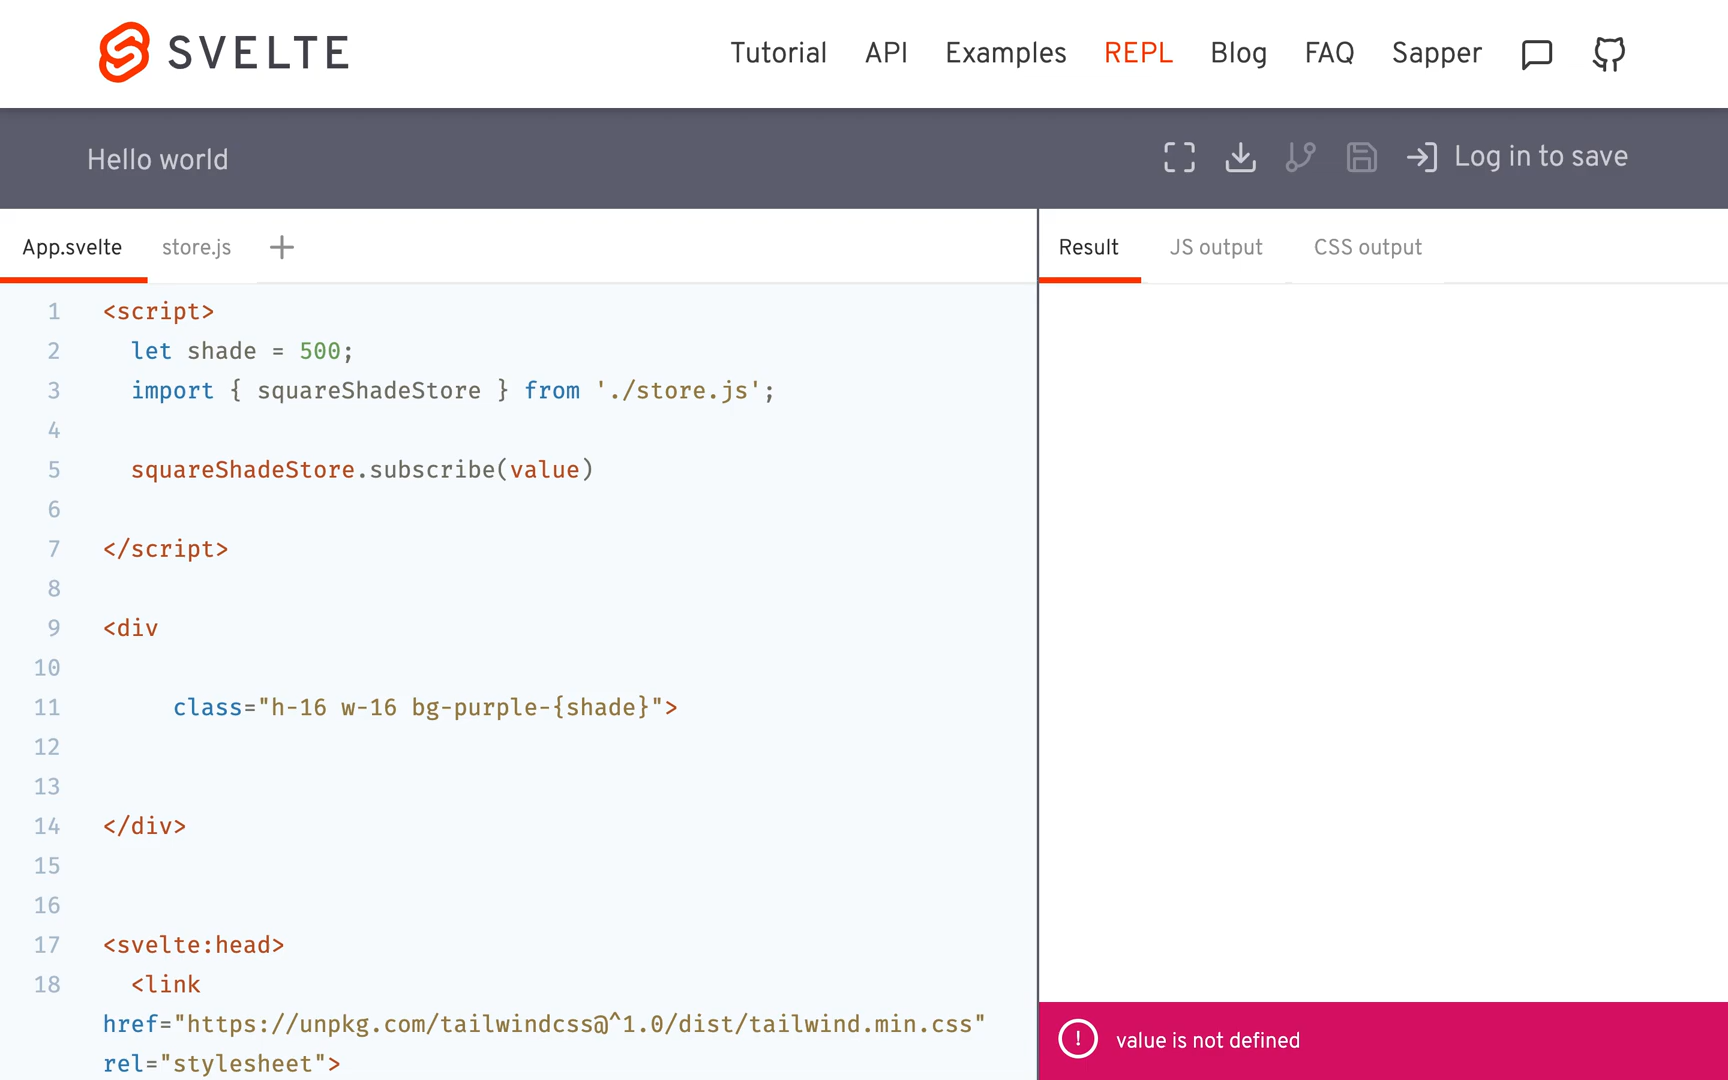 SVELTE
Tutorial API Examples REPL Blog FAQ Sapper
Hello world
Log in to save
App.svelte store.js +
Result JS output CSS output
1 <script>
2 let shade = 500;
3 import { squareShadeStore } from './store.js';
4
5 squareShadeStore.subscribe(value)
6
7 </script>
8
9 <div
10
11 class="h-16 w-16 bg-purple-{shade}">
12
13
14 </div>
15
16
17 <svelte:head>
18 <link
href="https://unpkg.com/tailwindcss@^1.0/dist/tailwind.min.css"
rel="stylesheet">
! value is not defined